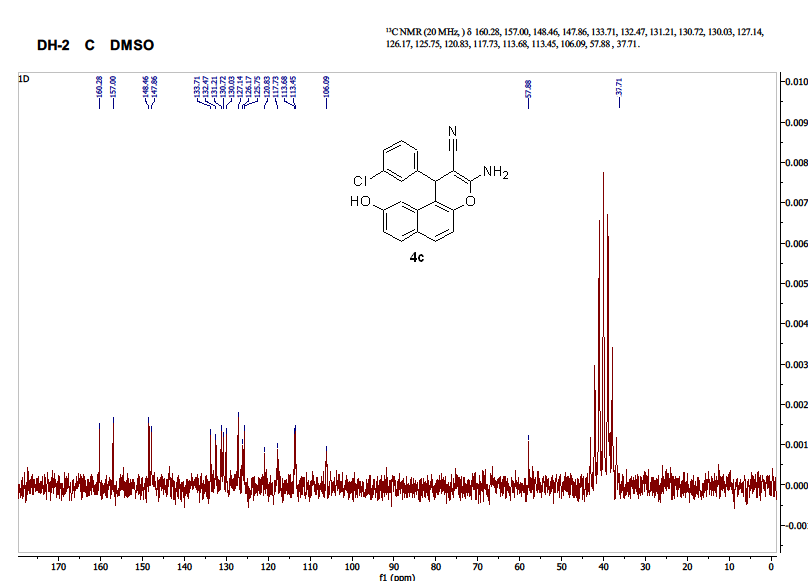 ¹³C NMR (20 MHz, ) δ 160.28, 157.00, 148.46, 147.86, 133.71, 132.47, 131.21, 130.72, 130.03, 127.14,
126.17, 125.75, 120.83, 117.73, 113.68, 113.45, 106.09, 57.88 , 37.71 .
DH-2 C DMSO
1D
160.28
157.00
148.46
147.86
133.71
132.47
131.21
130.72
130.03
127.14
126.17
125.75
120.83
117.73
113.68
113.45
106.09
57.88
37.71
N
NH2
Cl
HO
O
4c
0.010
0.009
0.008
0.007
0.006
0.005
0.004
0.003
0.002
0.001
0.000
-0.00
170 160 150 140 130 120 110 100 90 80 70 60 50 40 30 20 10 0
f1 (ppm)